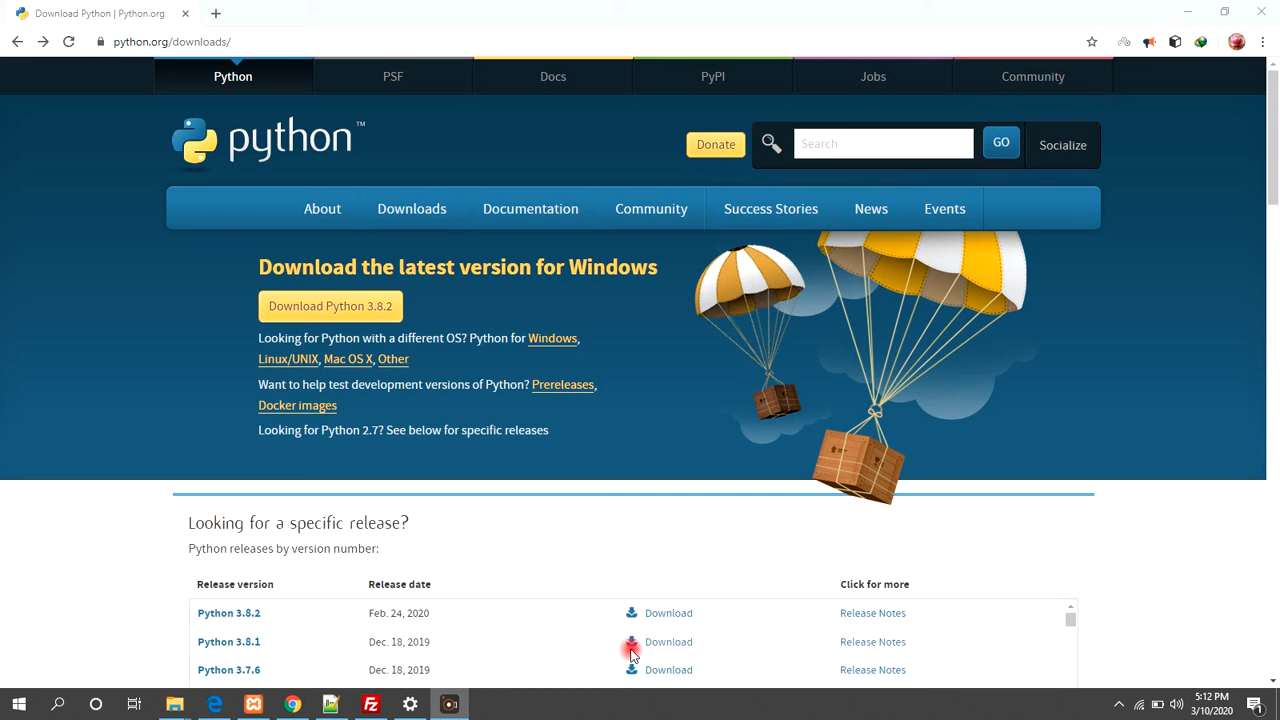 Download Python | Python.org
python.org/downloads/
Python PSF Docs PyPI Jobs Community
python™
Donate Search GO Socialize
About Downloads Documentation Community Success Stories News Events
Download the latest version for Windows
Download Python 3.8.2
Looking for Python with a different OS? Python for Windows,
Linux/UNIX, Mac OS X, Other
Want to help test development versions of Python? Prereleases,
Docker images
Looking for Python 2.7? See below for specific releases
Looking for a specific release?
Python releases by version number:
Release version Release date Click for more
Python 3.8.2 Feb. 24, 2020 Download Release Notes
Python 3.8.1 Dec. 18, 2019 Download Release Notes
Python 3.7.6 Dec. 18, 2019 Download Release Notes
5:12 PM
3/10/2020